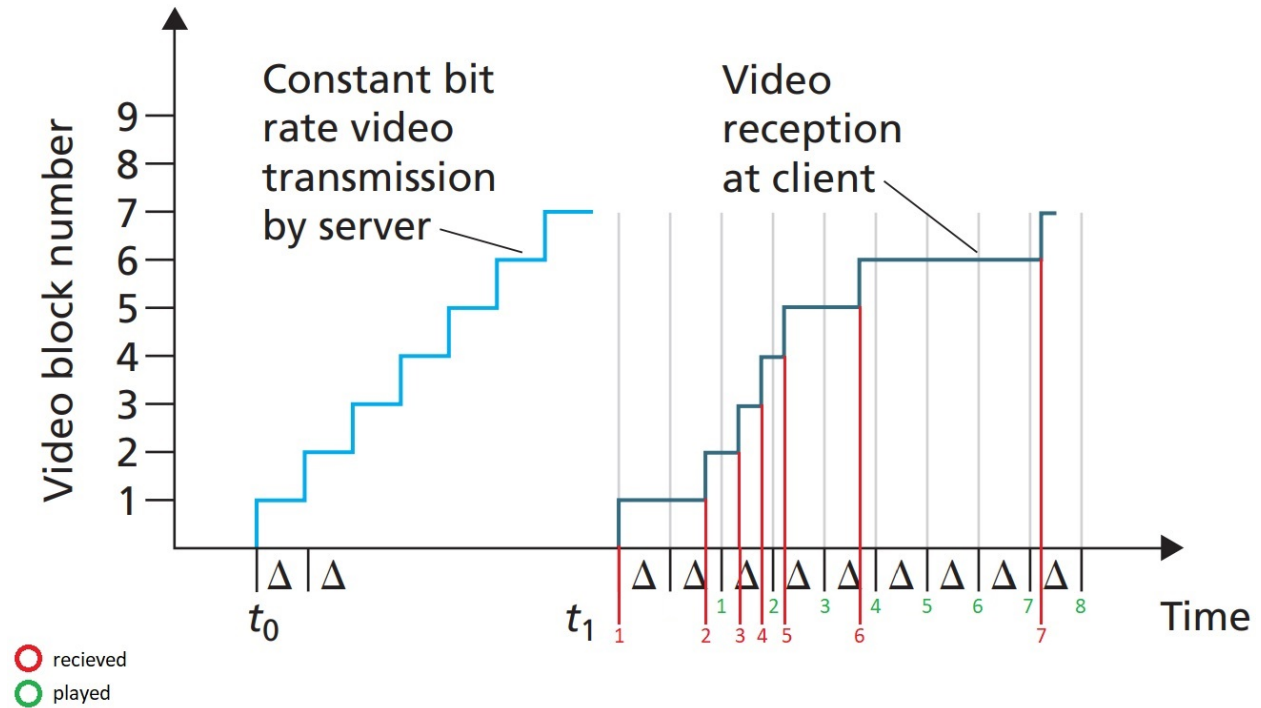 Constant bit
rate video
transmission
by server
Video
reception
at client
Video block number
9
8
7
6
5
4
3
2
1
Δ Δ Δ Δ Δ Δ Δ Δ Δ Δ Δ
1 2 3 4 5 6 7 8
t0 t1 Time
1 2 3 4 5 6 7
recieved
played